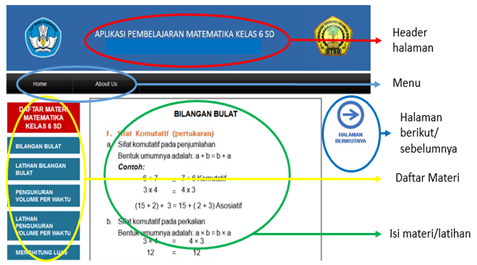 APLIKASI PEMBELAJARAN MATEMATIKA KELAS 6 SD
Header
halaman
Home
About Us
Menu
DAFTAR MATERI
MATEMATIKA
KELAS 6 SD
BILANGAN BULAT
LATIHAN BILANGAN
BULAT
PENGUKURAN
VOLUME PER WAKTU
LATIHAN
PENGUKURAN
VOLUME PER WAKTU
MENGHITUNG LUAS
BILANGAN BULAT
1. Sifat Komutatif (pertukaran)
a. Sifat komutatif pada penjumlahan
Bentuk umumnya adalah: a + b = b + a
Contoh:
6 + 7 = 7 + 6 Komutatif
3 x 4 = 4 x 3
(15 + 2) + 3 = 15 + ( 2 + 3 ) Asosiatif
b. Sifat komutatif pada perkalian
Bentuk umumnya adalah: a × b = b × a
3 × 4 = 4 × 3
12 = 12
HALAMAN
BERIKUTNYA
Halaman
berikut/
sebelumnya
Daftar Materi
Isi materi/latihan